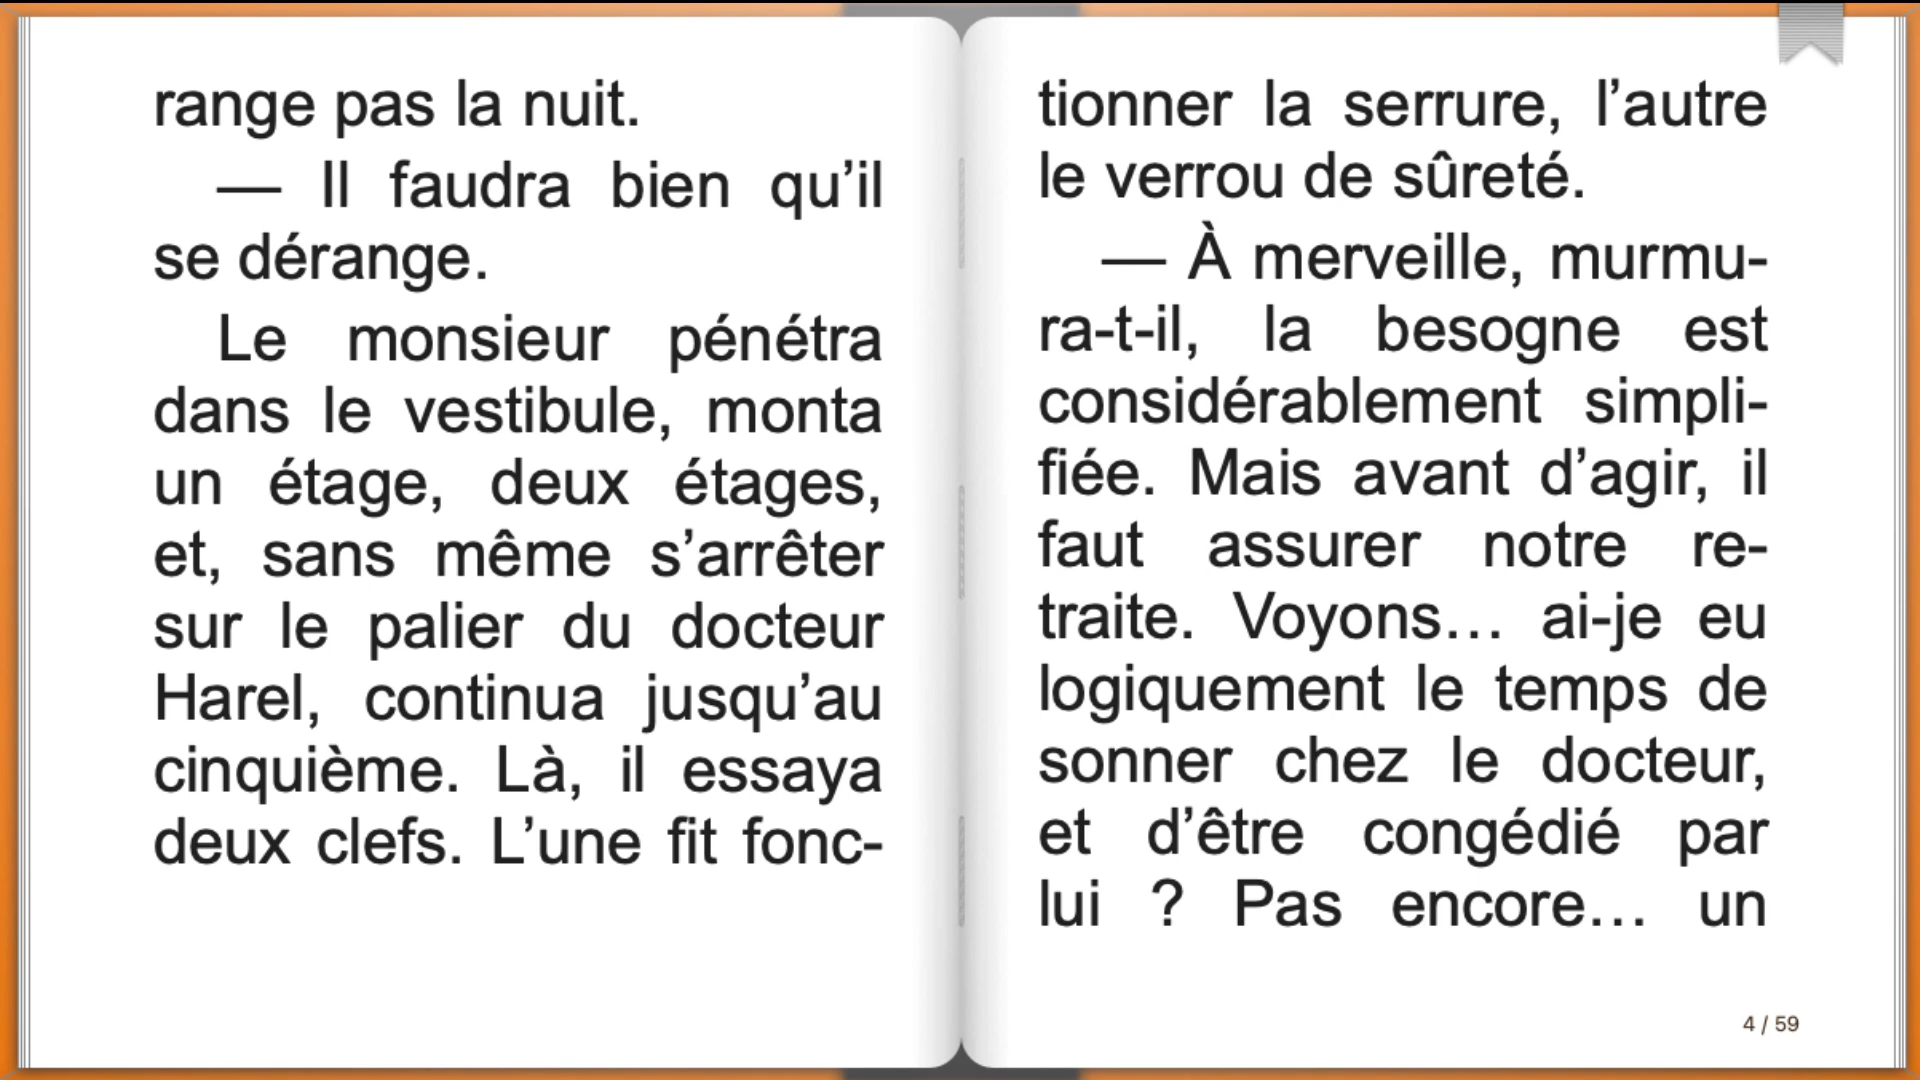 range pas la nuit.
— Il faudra bien qu’il
se dérange.
Le monsieur pénétra
dans le vestibule, monta
un étage, deux étages,
et, sans même s’arrêter
sur le palier du docteur
Harel, continua jusqu’au
cinquième. Là, il essaya
deux clefs. L’une fit fonc-
tionner la serrure, l’autre
le verrou de sûreté.
— À merveille, murmu-
ra-t-il, la besogne est
considérablement simpli-
fiée. Mais avant d’agir, il
faut assurer notre re-
traite. Voyons… ai-je eu
logiquement le temps de
sonner chez le docteur,
et d’être congédié par
lui ? Pas encore… un
4 / 59